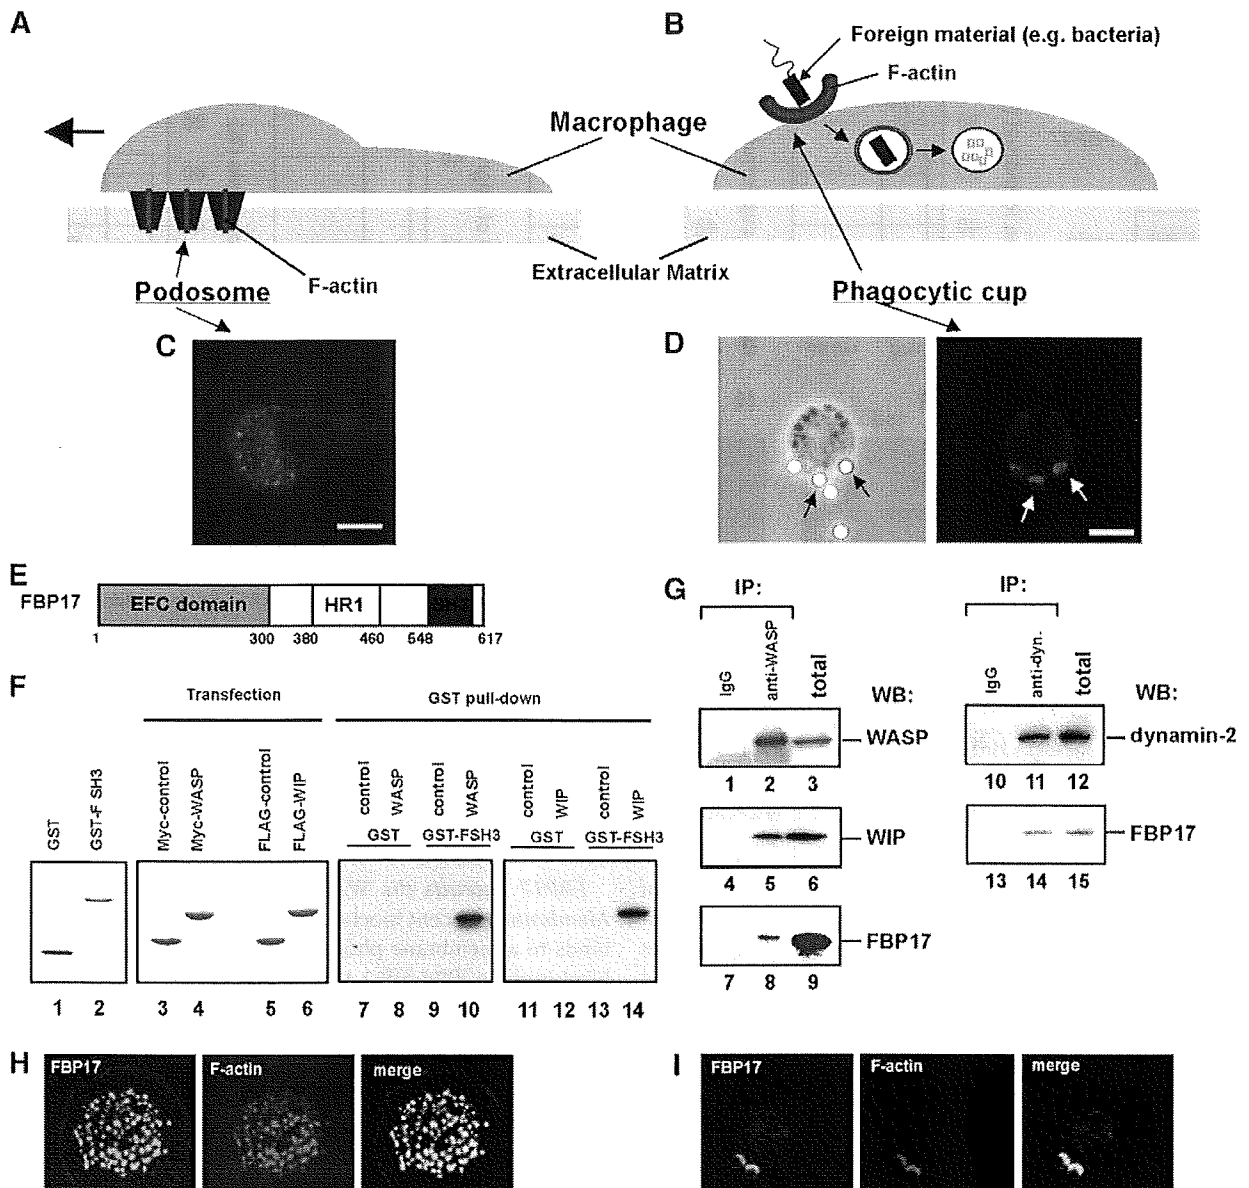 A
B
Foreign material (e.g. bacteria)
F-actin
Macrophage
Extracellular Matrix
F-actin
Podosome
Phagocytic cup
C
D
E
FBP17
EFC domain
HR1
1 300 380 460 548 617
F
Transfection
GST pull-down
GST
GST-F SH3
Myc-control
Myc-WASP
FLAG-control
FLAG-WIP
control
WASP
control
WASP
control
WIP
control
WIP
GST GST-FSH3 GST GST-FSH3
1 2 3 4 5 6 7 8 9 10 11 12 13 14
G
IP:
IgG
anti-WASP
total
WB:
WASP
1 2 3
WIP
4 5 6
FBP17
7 8 9
IP:
IgG
anti-dyn.
total
WB:
dynamin-2
10 11 12
FBP17
13 14 15
H
FBP17 F-actin merge
I
FBP17 F-actin merge